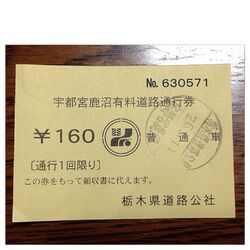 No. 630571
宇都宮鹿沼有料道路通行券
￥160 普通車
〔通行1回限り〕
この券をもって領収書に代えます。
栃木県道路公社